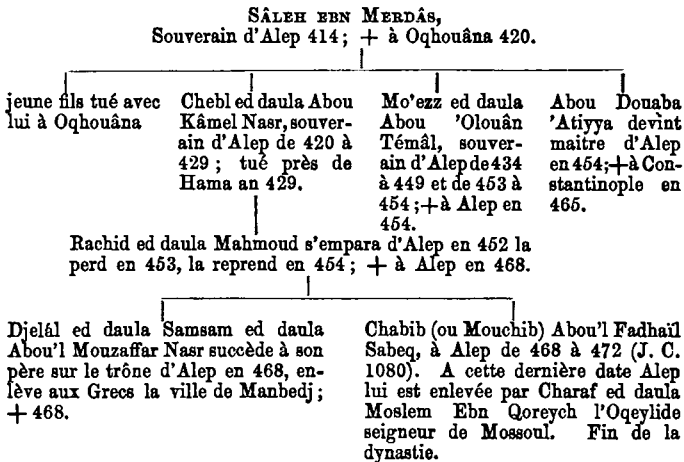 SÂLEH EBN MERDÂS,
Souverain d'Alep 414; + à Oqhouâna 420.
jeune fils tué avec
lui à Oqhouâna
Chebl ed daula Abou
Kâmel Nasr, souver-
ain d'Alep de 420 à
429; tué près de
Hama an 429.
Mo'ezz ed daula
Abou 'Olouân
Témâl, souver-
ain d'Alep de 434
à 449 et de 453 à
454; + à Alep en
454.
Abou Douaba
'Atiyya devint
maitre d'Alep
en 454; + à Con-
stantinople en
465.
Rachid ed daula Mahmoud s'empara d'Alep en 452 la
perd en 453, la reprend en 454; + à Alep en 468.
Djelâl ed daula Samsam ed daula
Abou'l Mouzaffar Nasr succède à son
père sur le trône d'Alep en 468, en-
lève aux Grecs la ville de Manbedj;
+ 468.
Chabib (ou Mouchib) Abou'l Fadhaïl
Sabeq, à Alep de 468 à 472 (J. C.
1080). A cette dernière date Alep
lui est enlevée par Charaf ed daula
Moslem Ebn Qoreych l'Oqeylide
seigneur de Mossoul. Fin de la
dynastie.